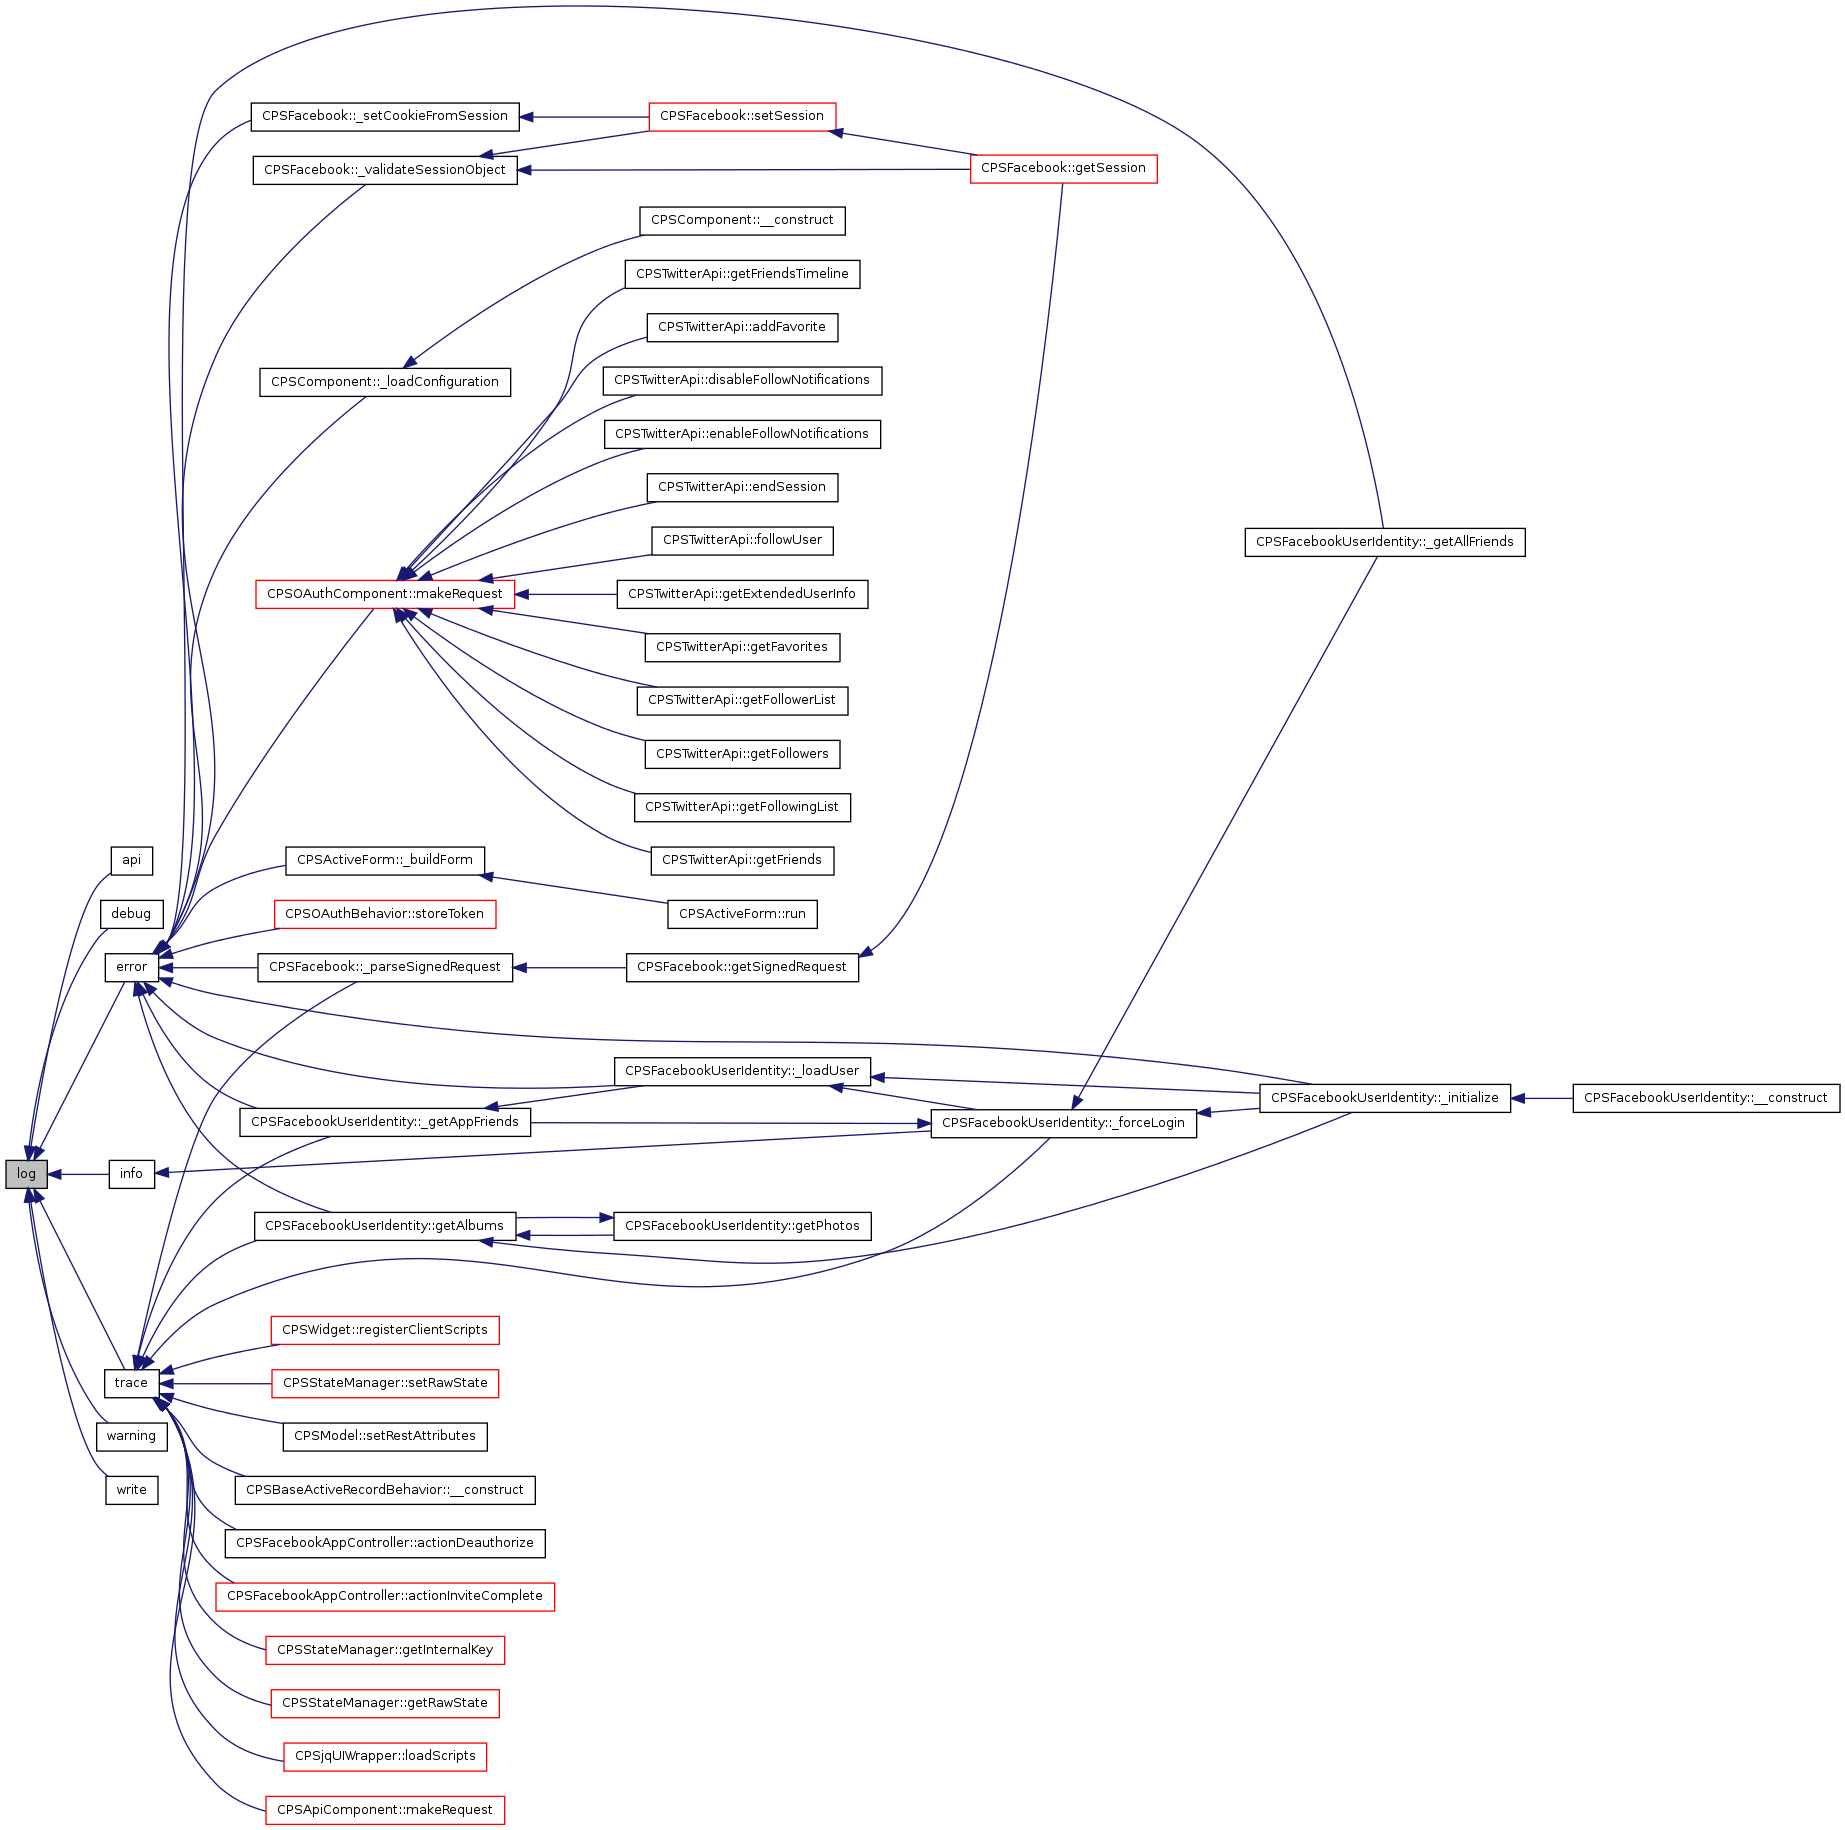 CPSFacebook::_setCookieFromSession
CPSFacebook::setSession
CPSFacebook::_validateSessionObject
CPSFacebook::getSession
CPSComponent::__construct
CPSTwitterApi::getFriendsTimeline
CPSTwitterApi::addFavorite
CPSComponent::_loadConfiguration
CPSTwitterApi::disableFollowNotifications
CPSTwitterApi::enableFollowNotifications
CPSTwitterApi::endSession
CPSTwitterApi::followUser
CPSFacebookUserIdentity::_getAllFriends
CPSOAuthComponent::makeRequest
CPSTwitterApi::getExtendedUserInfo
CPSTwitterApi::getFavorites
CPSTwitterApi::getFollowerList
CPSTwitterApi::getFollowers
CPSTwitterApi::getFollowingList
api
CPSActiveForm::_buildForm
CPSTwitterApi::getFriends
debug
CPSOAuthBehavior::storeToken
CPSActiveForm::run
error
CPSFacebook::_parseSignedRequest
CPSFacebook::getSignedRequest
CPSFacebookUserIdentity::_loadUser
CPSFacebookUserIdentity::_initialize
CPSFacebookUserIdentity::__construct
CPSFacebookUserIdentity::_getAppFriends
CPSFacebookUserIdentity::_forceLogin
log
info
CPSFacebookUserIdentity::getAlbums
CPSFacebookUserIdentity::getPhotos
CPSWidget::registerClientScripts
trace
CPSStateManager::setRawState
warning
CPSModel::setRestAttributes
write
CPSBaseActiveRecordBehavior::__construct
CPSFacebookAppController::actionDeauthorize
CPSFacebookAppController::actionInviteComplete
CPSStateManager::getInternalKey
CPSStateManager::getRawState
CPSjqUIWrapper::loadScripts
CPSApiComponent::makeRequest